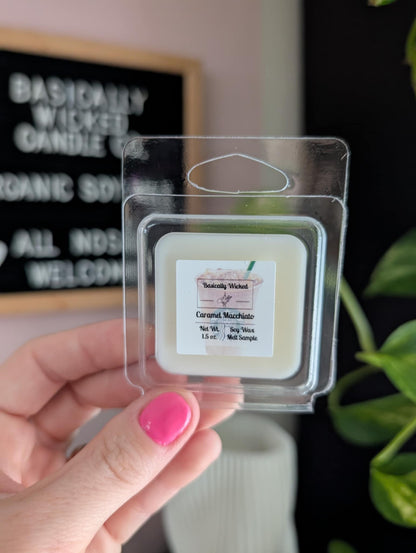 BASICALLY
WICKED
CANDLE CO
ORGANIC SOY
ALL NOSES
WELCOME
Basically Wicked
Caramel Macchiato
Net Wt.
1.5 oz
Soy Wax
Melt Sample